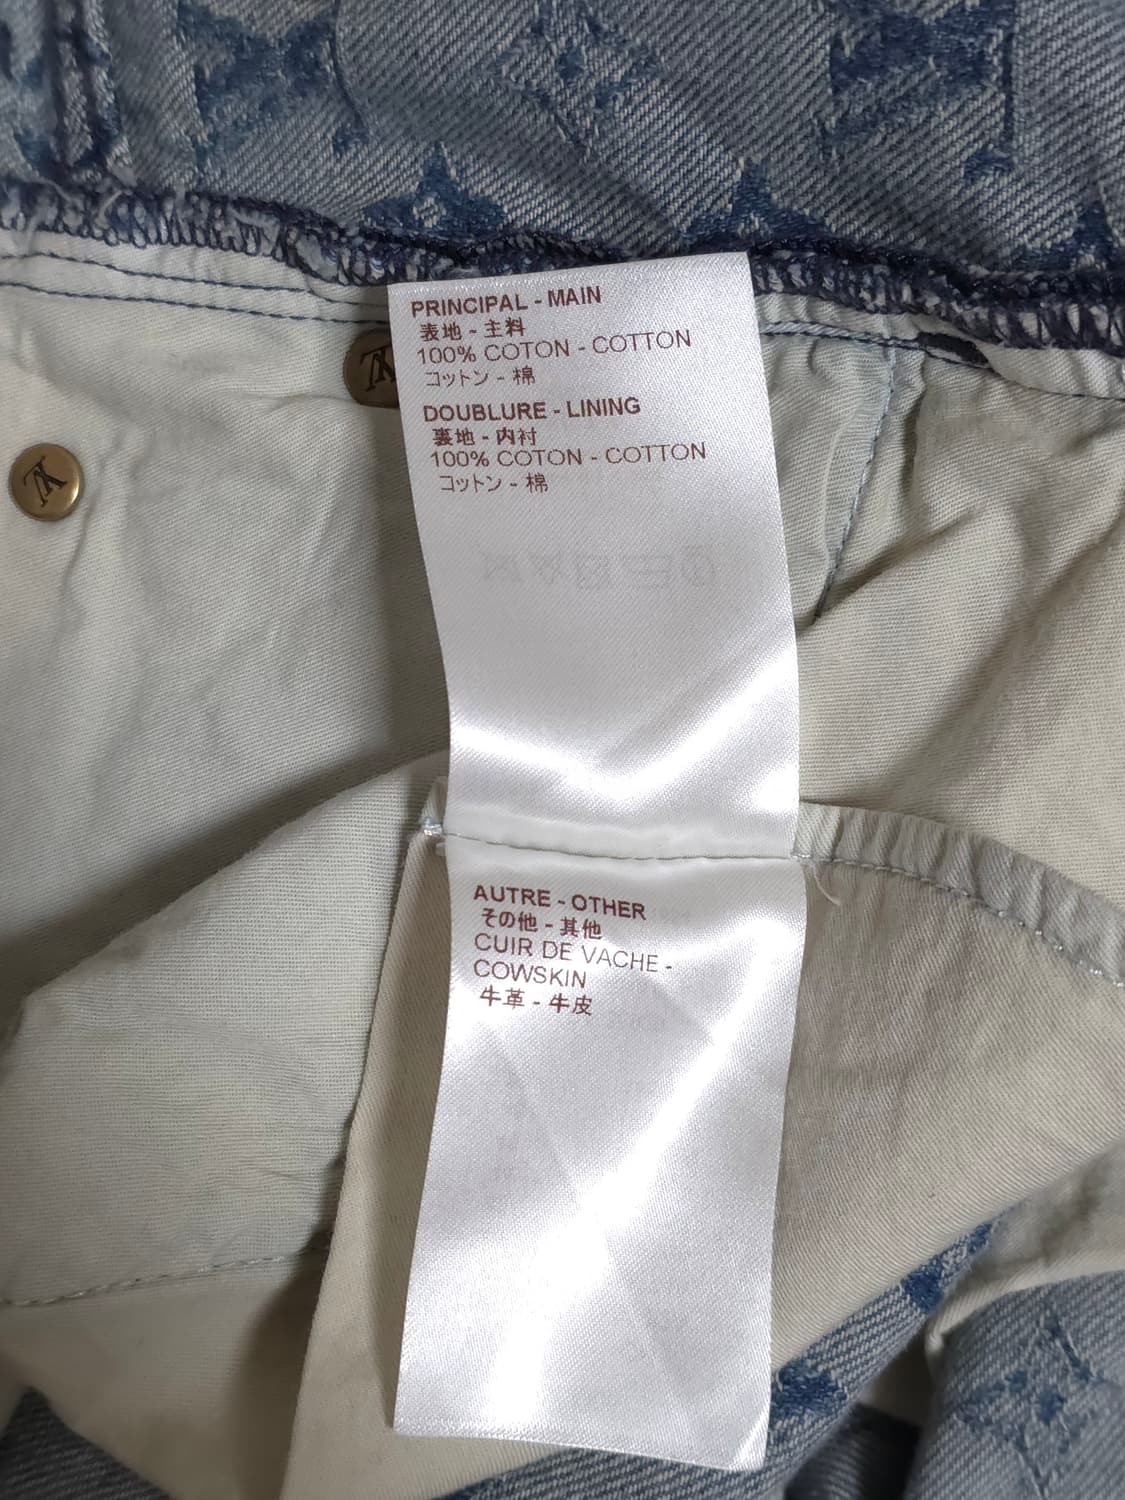 PRINCIPAL - MAIN
表地 - 主料
100% COTON - COTTON
コットン - 棉
DOUBLURE - LINING
裏地 - 内衬
100% COTON - COTTON
コットン - 棉
AUTRE - OTHER
その他 - 其他
CUIR DE VACHE -
COWSKIN
牛革 - 牛皮